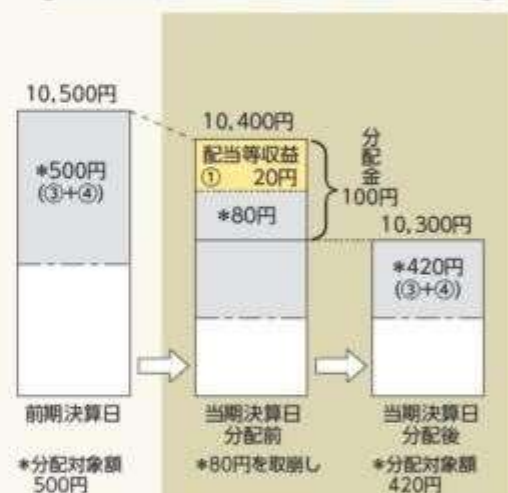 10,500円
*500円
(③+④)
前期決算日
*分配対象額
500円
10,400円
配当等収益
① 20円
*80円
分配金
100円
当期決算日
分配前
*80円を取崩し
10,300円
*420円
(③+④)
当期決算日
分配後
*分配対象額
420円